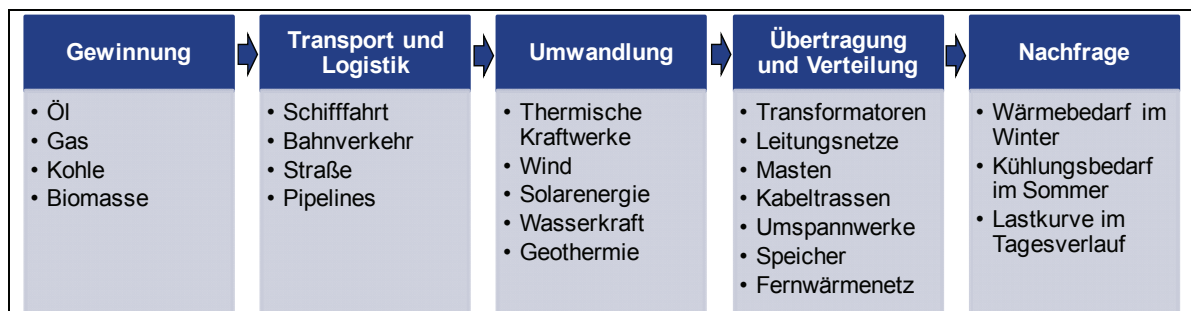 Gewinnung
• Öl
• Gas
• Kohle
• Biomasse
Transport und
Logistik
• Schifffahrt
• Bahnverkehr
• Straße
• Pipelines
Umwandlung
• Thermische
Kraftwerke
• Wind
• Solarenergie
• Wasserkraft
• Geothermie
Übertragung
und Verteilung
• Transformatoren
• Leitungsnetze
• Masten
• Kabeltrassen
• Umspannwerke
• Speicher
• Fernwärmenetz
Nachfrage
• Wärmebedarf im
Winter
• Kühlungsbedarf
im Sommer
• Lastkurve im
Tagesverlauf